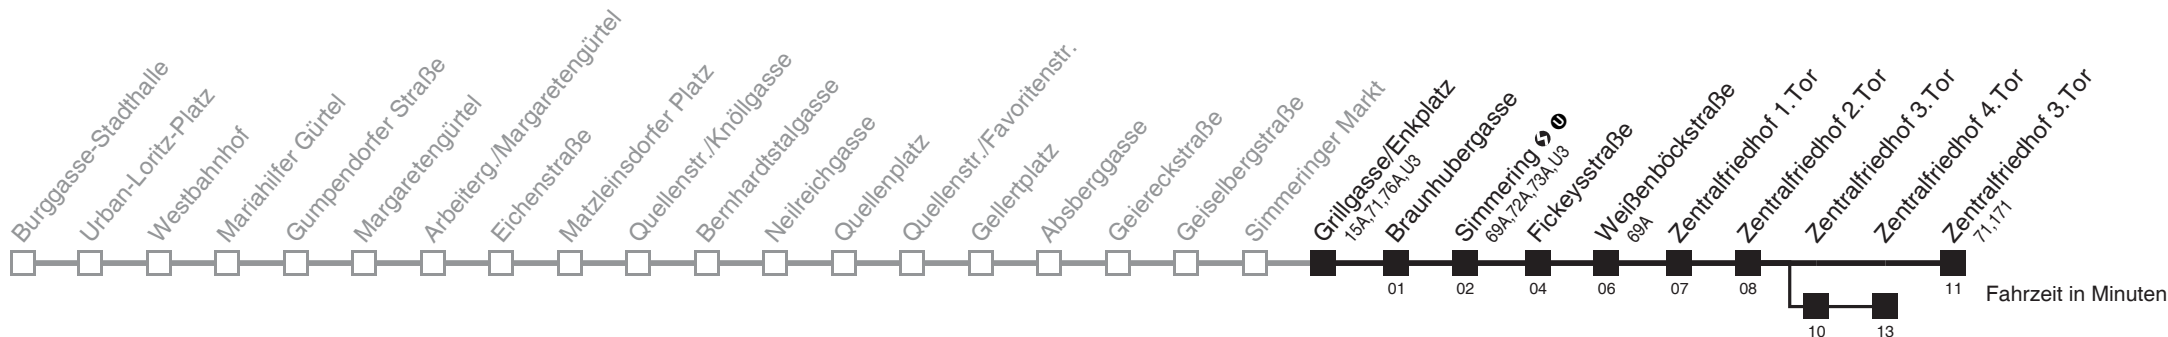 Burggasse-Stadthalle
Urban-Loritz-Platz
Westbahnhof
Mariahilfer Gürtel
Gumpendorfer Straße
Margaretengürtel
Arbeiterg./Margaretengürtel
Eichenstraße
Matzleinsdorfer Platz
Quellenstr./Knöllgasse
Bernhardtstalgasse
Neilreichgasse
Quellenplatz
Quellenstr./Favoritenstr.
Gellertplatz
Absberggasse
Geiereckstraße
Geiselbergstraße
Simmeringer Markt
Grillgasse/Enkplatz
15A,71,76A,U3
Braunhubergasse
Simmering
69A,72A,73A,U3
Fickeysstraße
Weißenböckstraße
69A
Zentralfriedhof 1.Tor
Zentralfriedhof 2.Tor
Zentralfriedhof 3.Tor
Zentralfriedhof 4.Tor
Zentralfriedhof 3.Tor
71,171
01 02 04 06 07 08 11
Fahrzeit in Minuten
10 13